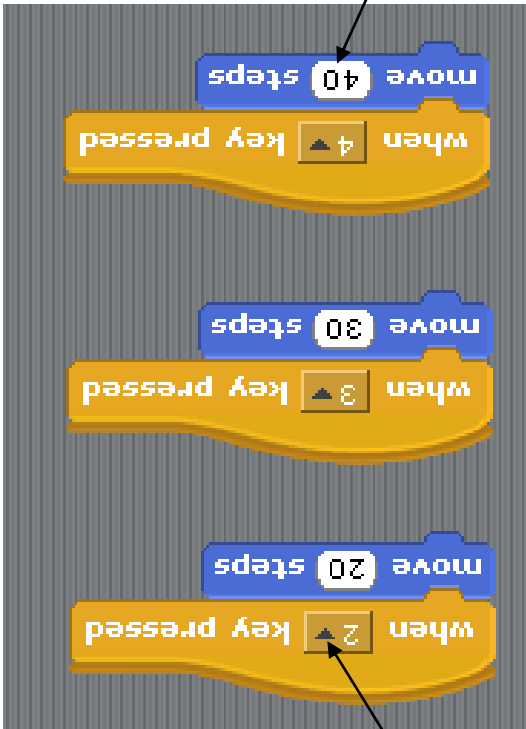 when 2 key pressed
move 20 steps
when 3 key pressed
move 30 steps
when 4 key pressed
move 40 steps